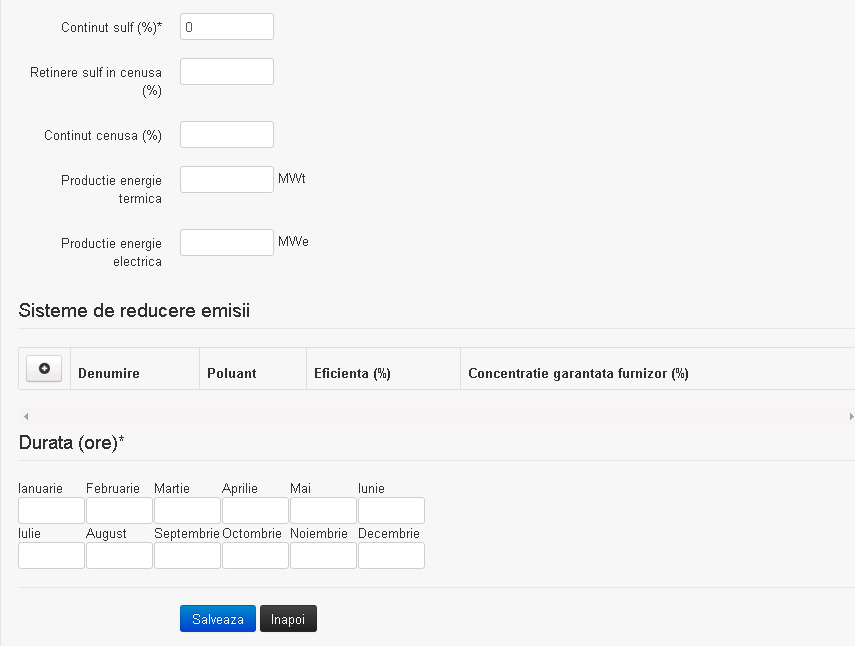 Continut sulf (%)* 0
Retinere sulf in cenusa
(%)
Continut cenusa (%)
Productie energie MWt
termica
Productie energie MWe
electrica
Sisteme de reducere emisii
Denumire Poluant Eficienta (%) Concentratie garantata furnizor (%)
Durata (ore)*
Ianuarie Februarie Martie Aprilie Mai Iunie
Iulie August Septembrie Octombrie Noiembrie Decembrie
Salveaza Inapoi